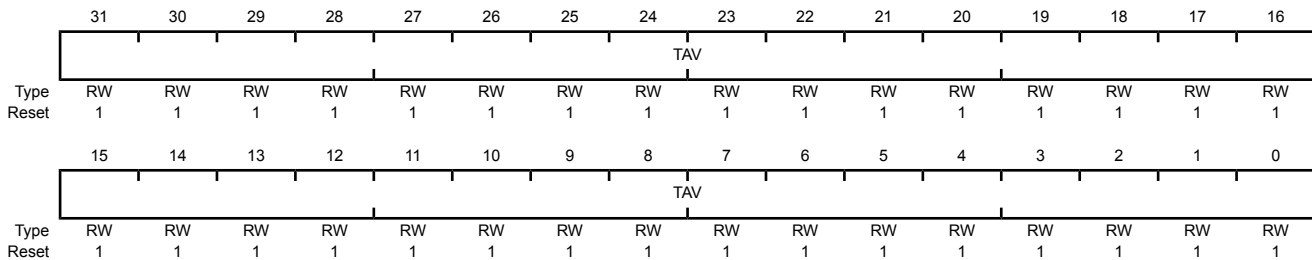 31 30 29 28 27 26 25 24 23 22 21 20 19 18 17 16
TAV
Type RW RW RW RW RW RW RW RW RW RW RW RW RW RW RW RW
Reset 1 1 1 1 1 1 1 1 1 1 1 1 1 1 1 1
15 14 13 12 11 10 9 8 7 6 5 4 3 2 1 0
TAV
Type RW RW RW RW RW RW RW RW RW RW RW RW RW RW RW RW
Reset 1 1 1 1 1 1 1 1 1 1 1 1 1 1 1 1